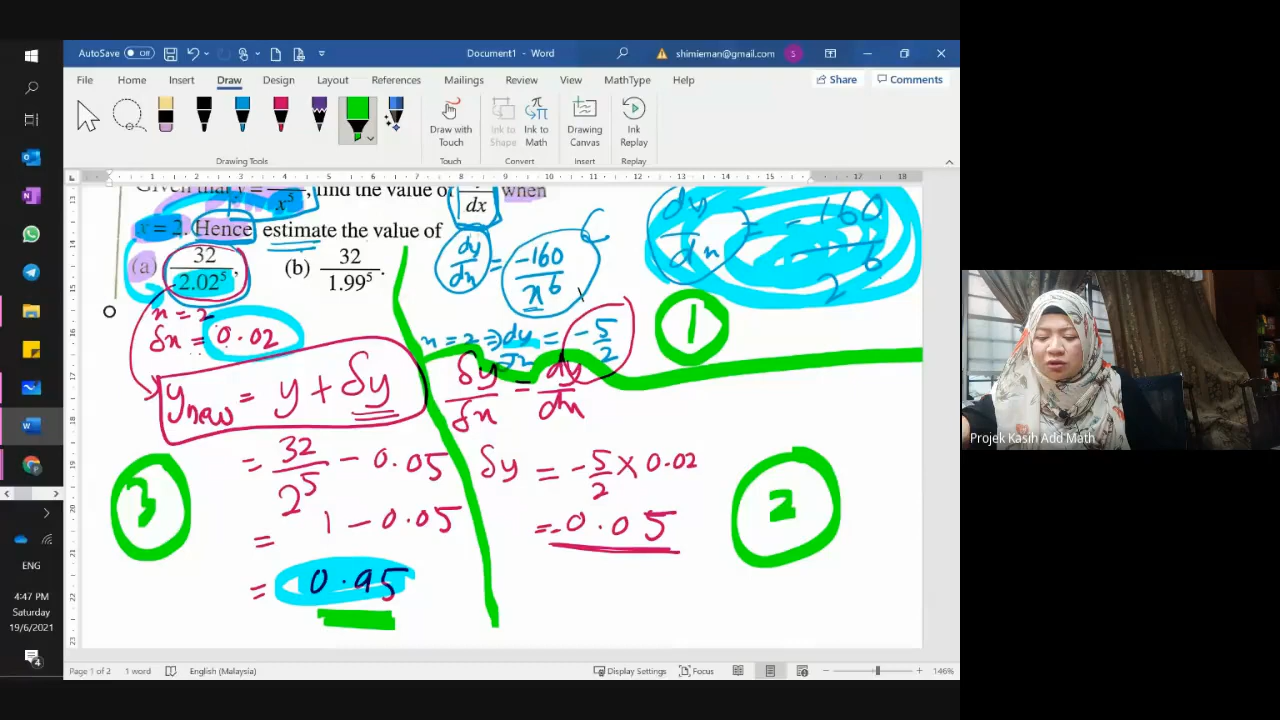 AutoSave Off
Document1 - Word
shimieman@gmail.com
S
File Home Insert Draw Design Layout References Mailings Review View MathType Help
Share Comments
Draw with Touch
Ink to Shape
Ink to Math
Drawing Canvas
Ink Replay
Drawing Tools
Touch
Convert
Insert
Replay
find the value of dx when
x = 2. Hence estimate the value of
(a) 32/2.02⁵, (b) 32/1.99⁵.
x = 2
δx = 0.02
dy/dx = -160/x⁶
x = 2 ⇒ dy/dx = -5/2
dy/dx = -160/2⁶
1
y new = y + δy
= 32/2⁵ - 0.05
= 1 - 0.05
= 0.95
3
δy/δx = dy/dx
δy = -5/2 × 0.02
= -0.05
2
Projek Kasih Add Math
ENG
4:47 PM
Saturday
19/6/2021
4
Page 1 of 2 1 word English (Malaysia) Display Settings Focus 146%